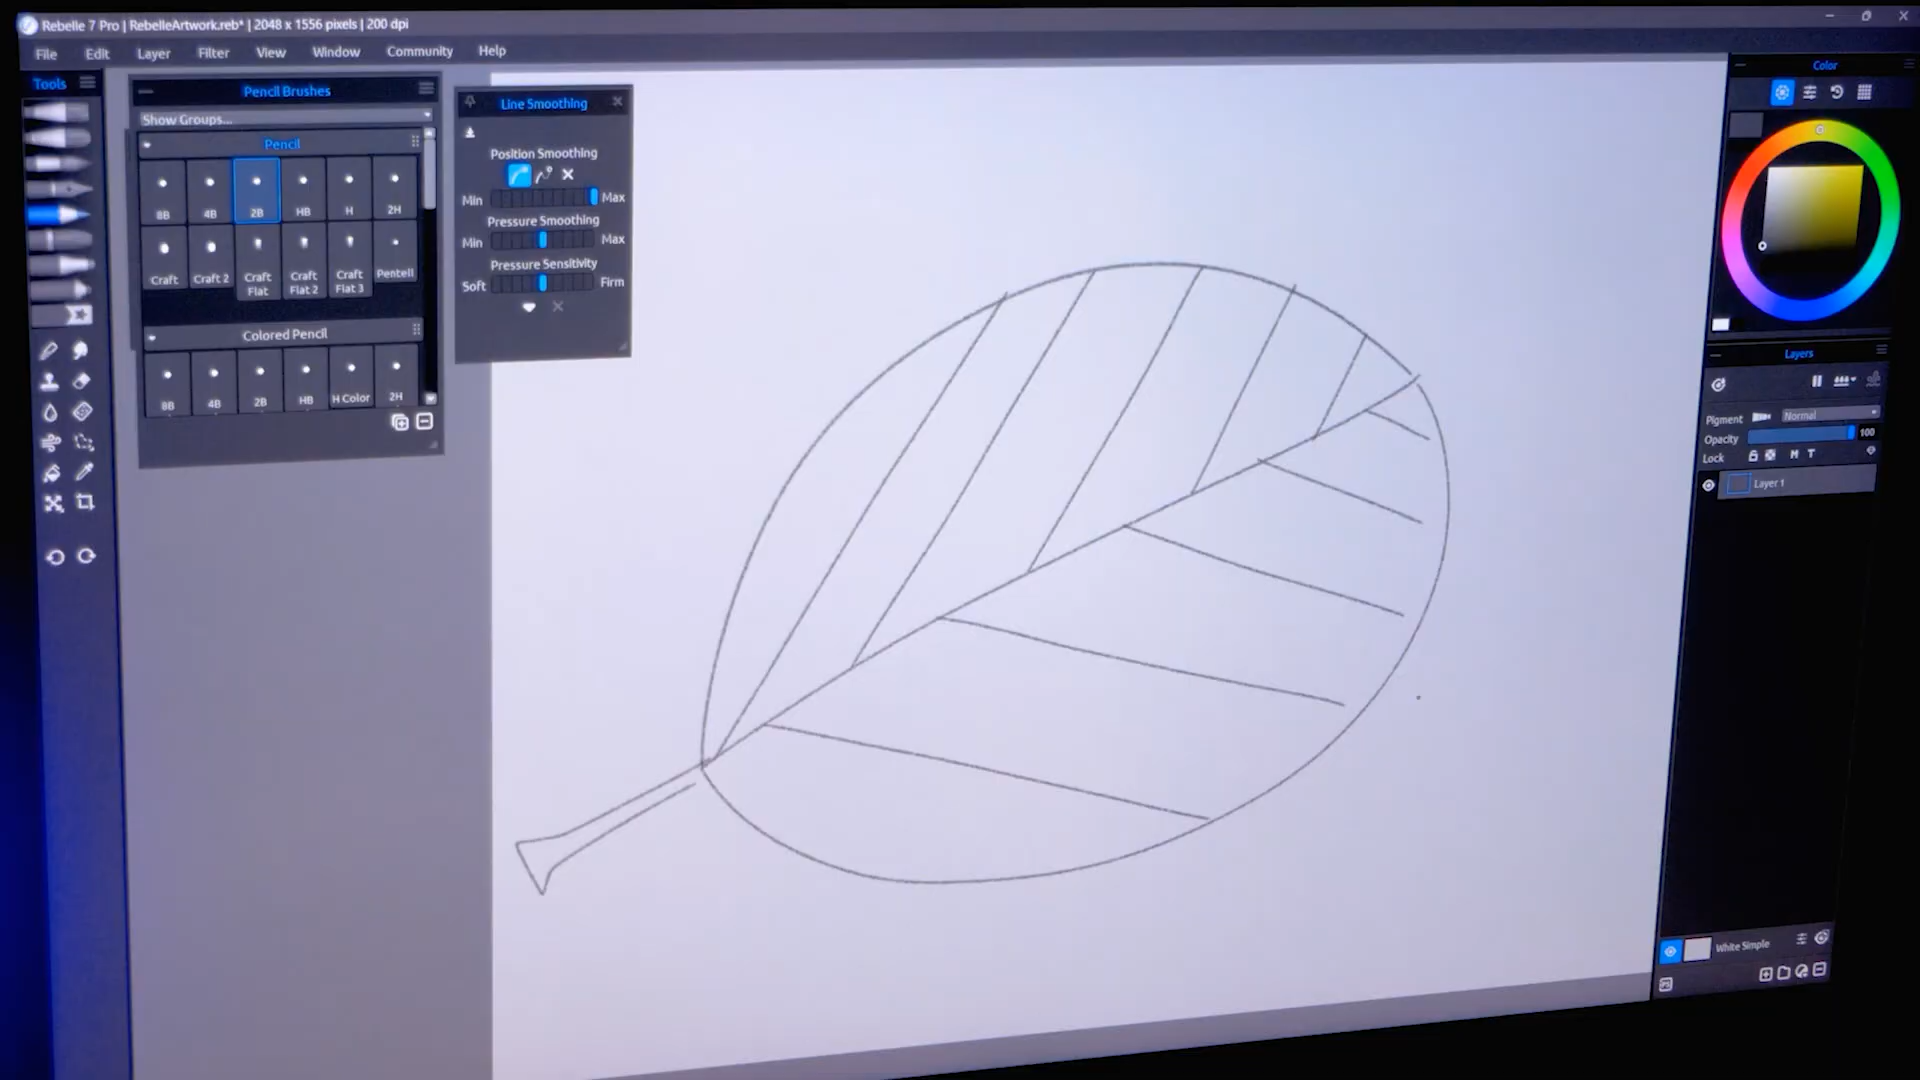 Rebelle 7 Pro | RebelleArtwork.reb* | 2048 x 1556 pixels | 200 dpi
File Edit Layer Filter View Window Community Help
Tools
Pencil Brushes
Show Groups...
Pencil
8B 4B 2B HB H 2H
Craft Craft 2 Craft Flat Craft Flat 2 Craft Flat 3 Pentell
Colored Pencil
8B 4B 2B HB H Color 2H
Line Smoothing
Position Smoothing
Min Max
Pressure Smoothing
Min Max
Pressure Sensitivity
Soft Firm
Color
Layers
Pigment Normal
Opacity 100
Lock M T
Layer 1
White Simple